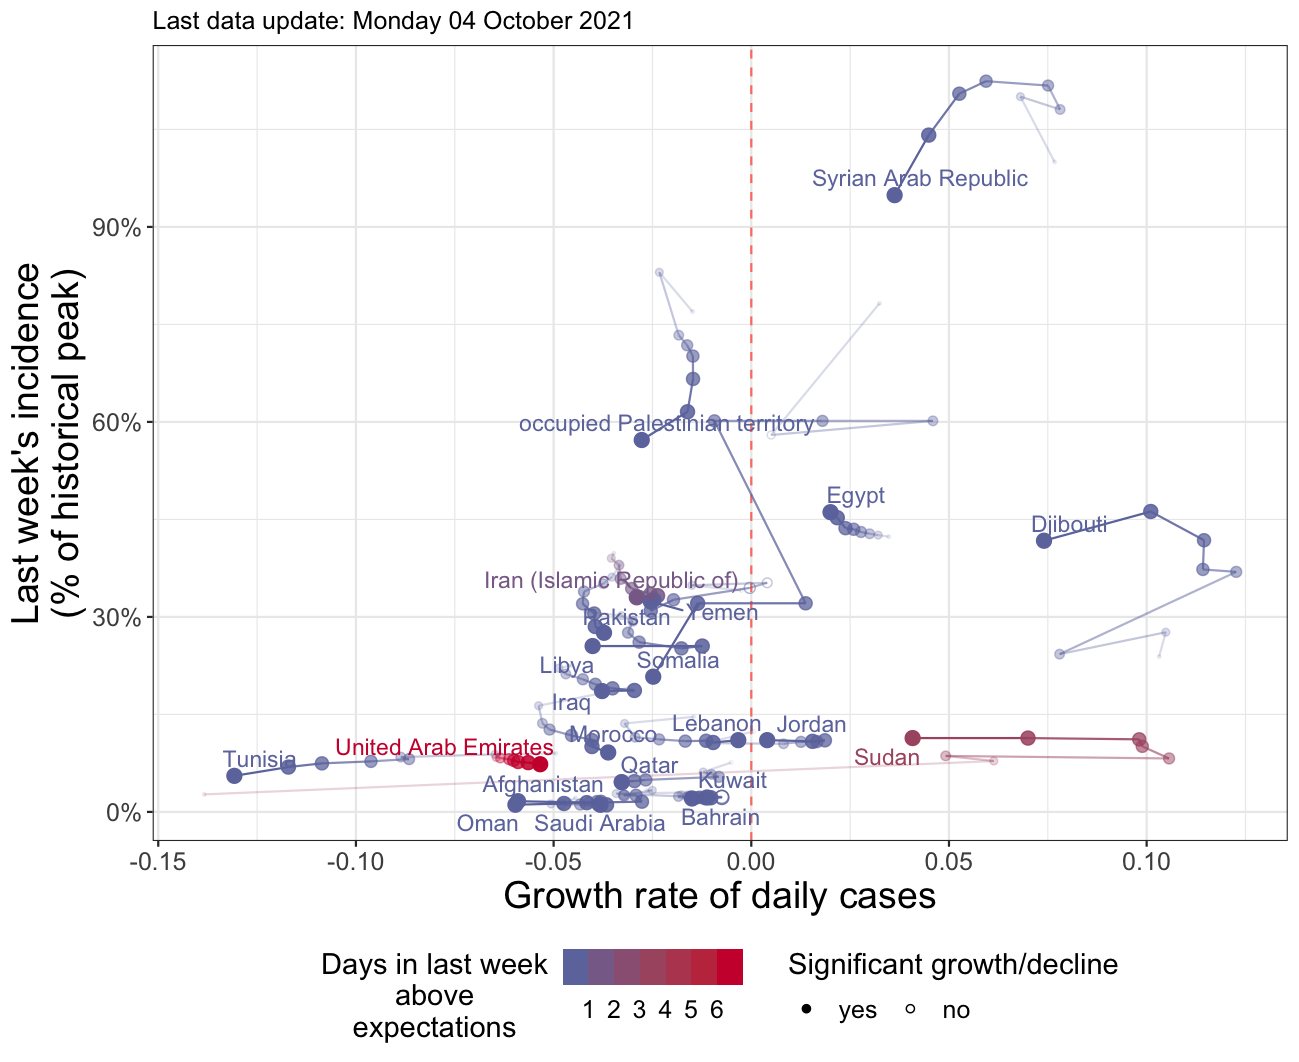 Last data update: Monday 04 October 2021
Last week's incidence
(% of historical peak)
90%
60%
30%
0%
Syrian Arab Republic
occupied Palestinian territory
Egypt
Djibouti
Iran (Islamic Republic of)
Pakistan
Yemen
Somalia
Libya
Iraq
Morocco
Lebanon
Jordan
United Arab Emirates
Tunisia
Sudan
Qatar
Afghanistan
Kuwait
Oman
Saudi Arabia
Bahrain
-0.15
-0.10
-0.05
0.00
0.05
0.10
Growth rate of daily cases
Days in last week
above
expectations
1 2 3 4 5 6
Significant growth/decline
yes
no